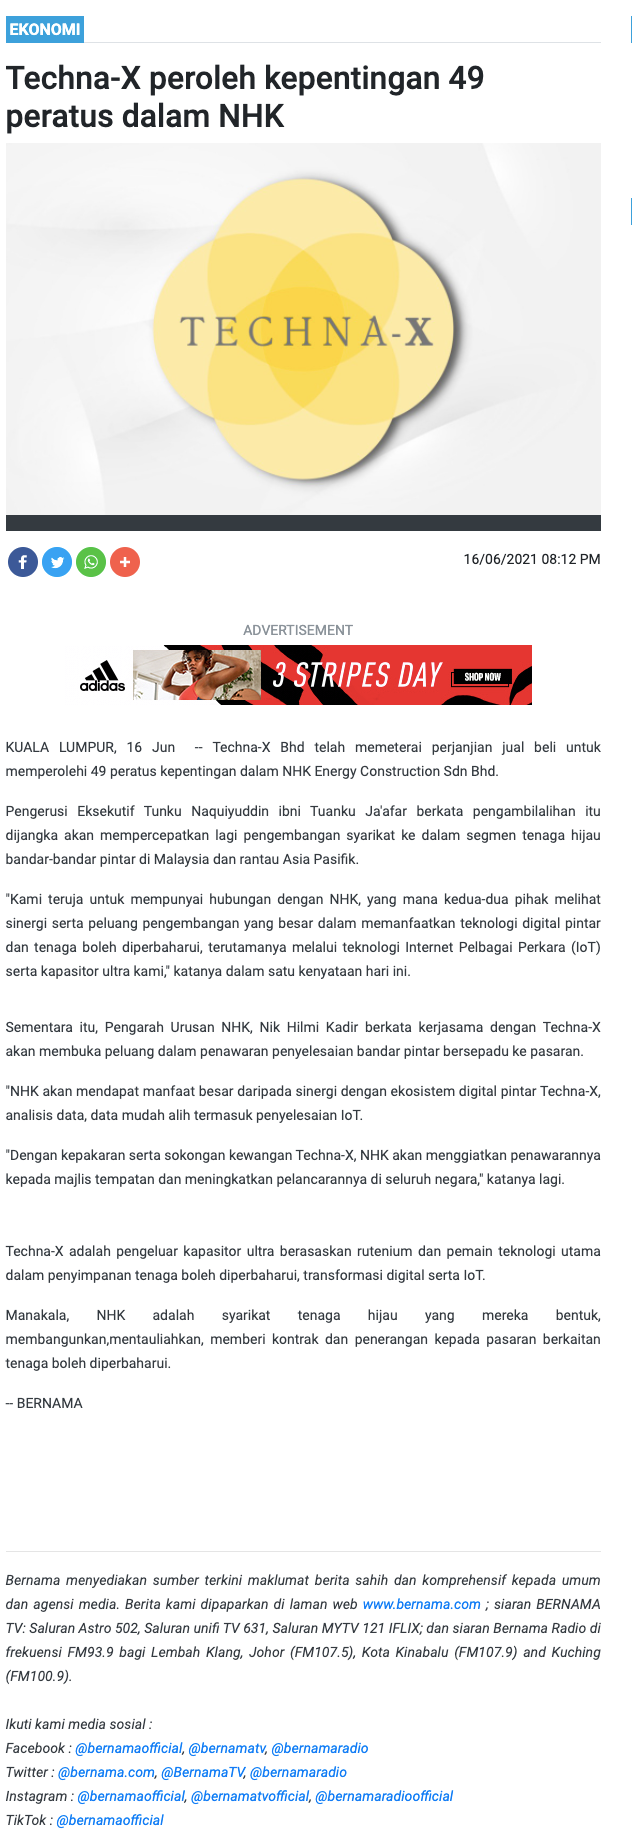 EKONOMI
Techna-X peroleh kepentingan 49
peratus dalam NHK
TECHNA-X
16/06/2021 08:12 PM
ADVERTISEMENT
adidas
3 STRIPES DAY
SHOP NOW
KUALA LUMPUR, 16 Jun -- Techna-X Bhd telah memeterai perjanjian jual beli untuk
memperolehi 49 peratus kepentingan dalam NHK Energy Construction Sdn Bhd.
Pengerusi Eksekutif Tunku Naquiyuddin ibni Tuanku Ja'afar berkata pengambilalihan itu
dijangka akan mempercepatkan lagi pengembangan syarikat ke dalam segmen tenaga hijau
bandar-bandar pintar di Malaysia dan rantau Asia Pasifik.
"Kami teruja untuk mempunyai hubungan dengan NHK, yang mana kedua-dua pihak melihat
sinergi serta peluang pengembangan yang besar dalam memanfaatkan teknologi digital pintar
dan tenaga boleh diperbaharui, terutamanya melalui teknologi Internet Pelbagai Perkara (IoT)
serta kapasitor ultra kami," katanya dalam satu kenyataan hari ini.
Sementara itu, Pengarah Urusan NHK, Nik Hilmi Kadir berkata kerjasama dengan Techna-X
akan membuka peluang dalam penawaran penyelesaian bandar pintar bersepadu ke pasaran.
"NHK akan mendapat manfaat besar daripada sinergi dengan ekosistem digital pintar Techna-X,
analisis data, data mudah alih termasuk penyelesaian IoT.
"Dengan kepakaran serta sokongan kewangan Techna-X, NHK akan menggiatkan penawarannya
kepada majlis tempatan dan meningkatkan pelancarannya di seluruh negara," katanya lagi.
Techna-X adalah pengeluar kapasitor ultra berasaskan rutenium dan pemain teknologi utama
dalam penyimpanan tenaga boleh diperbaharui, transformasi digital serta IoT.
Manakala, NHK adalah syarikat tenaga hijau yang mereka bentuk,
membangunkan,mentauliahkan, memberi kontrak dan penerangan kepada pasaran berkaitan
tenaga boleh diperbaharui.
-- BERNAMA
Bernama menyediakan sumber terkini maklumat berita sahih dan komprehensif kepada umum
dan agensi media. Berita kami dipaparkan di laman web www.bernama.com ; siaran BERNAMA
TV: Saluran Astro 502, Saluran unifi TV 631, Saluran MYTV 121 IFLIX; dan siaran Bernama Radio di
frekuensi FM93.9 bagi Lembah Klang, Johor (FM107.5), Kota Kinabalu (FM107.9) and Kuching
(FM100.9).
Ikuti kami media sosial :
Facebook : @bernamaofficial, @bernamatv, @bernamaradio
Twitter : @bernama.com, @BernamaTV, @bernamaradio
Instagram : @bernamaofficial, @bernamatvofficial, @bernamaradioofficial
TikTok : @bernamaofficial